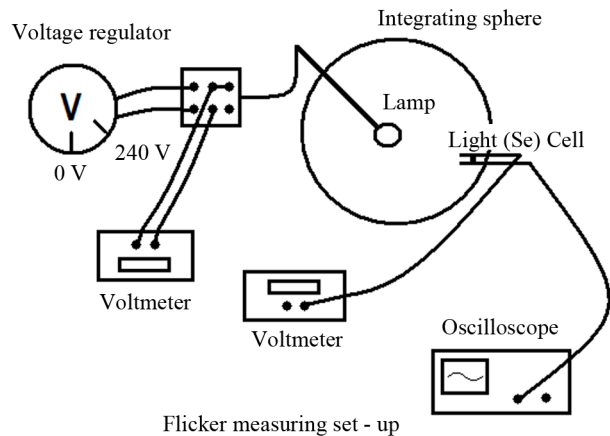 Integrating sphere
Voltage regulator
Lamp
V
Light (Se) Cell
240 V
0 V
Voltmeter
Voltmeter
Oscilloscope
Flicker measuring set - up